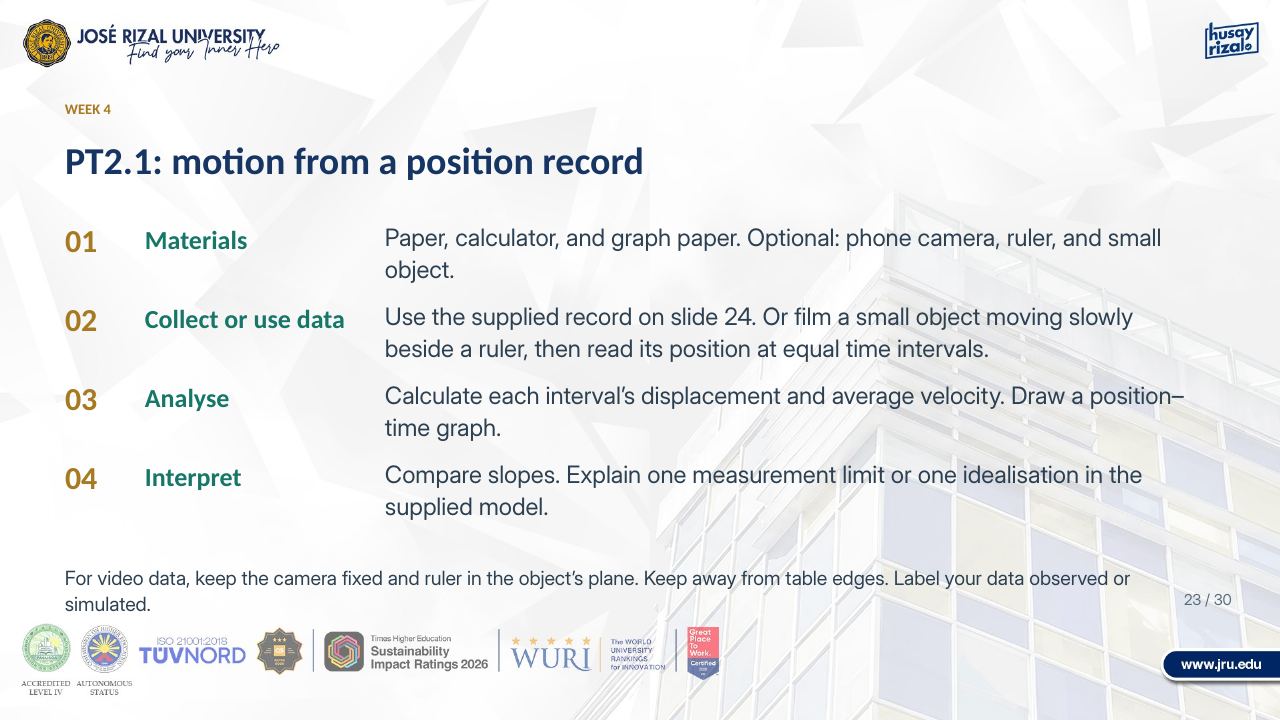 JOSÉ RIZAL UNIVERSITY
Find your Inner Hero
husay
rizal
WEEK 4
PT2.1: motion from a position record
01 Materials Paper, calculator, and graph paper. Optional: phone camera, ruler, and small
object.
02 Collect or use data Use the supplied record on slide 24. Or film a small object moving slowly
beside a ruler, then read its position at equal time intervals.
03 Analyse Calculate each interval’s displacement and average velocity. Draw a position–
time graph.
04 Interpret Compare slopes. Explain one measurement limit or one idealisation in the
supplied model.
For video data, keep the camera fixed and ruler in the object’s plane. Keep away from table edges. Label your data observed or
simulated.
23 / 30
ACCREDITED
LEVEL IV
AUTONOMOUS
STATUS
ISO 21001:2018
TÜVNORD
Times Higher Education
Sustainability
Impact Ratings 2026
WURI
The WORLD
UNIVERSITY
RANKINGS
for INNOVATION
Great
Place
To
Work.
Certified
www.jru.edu